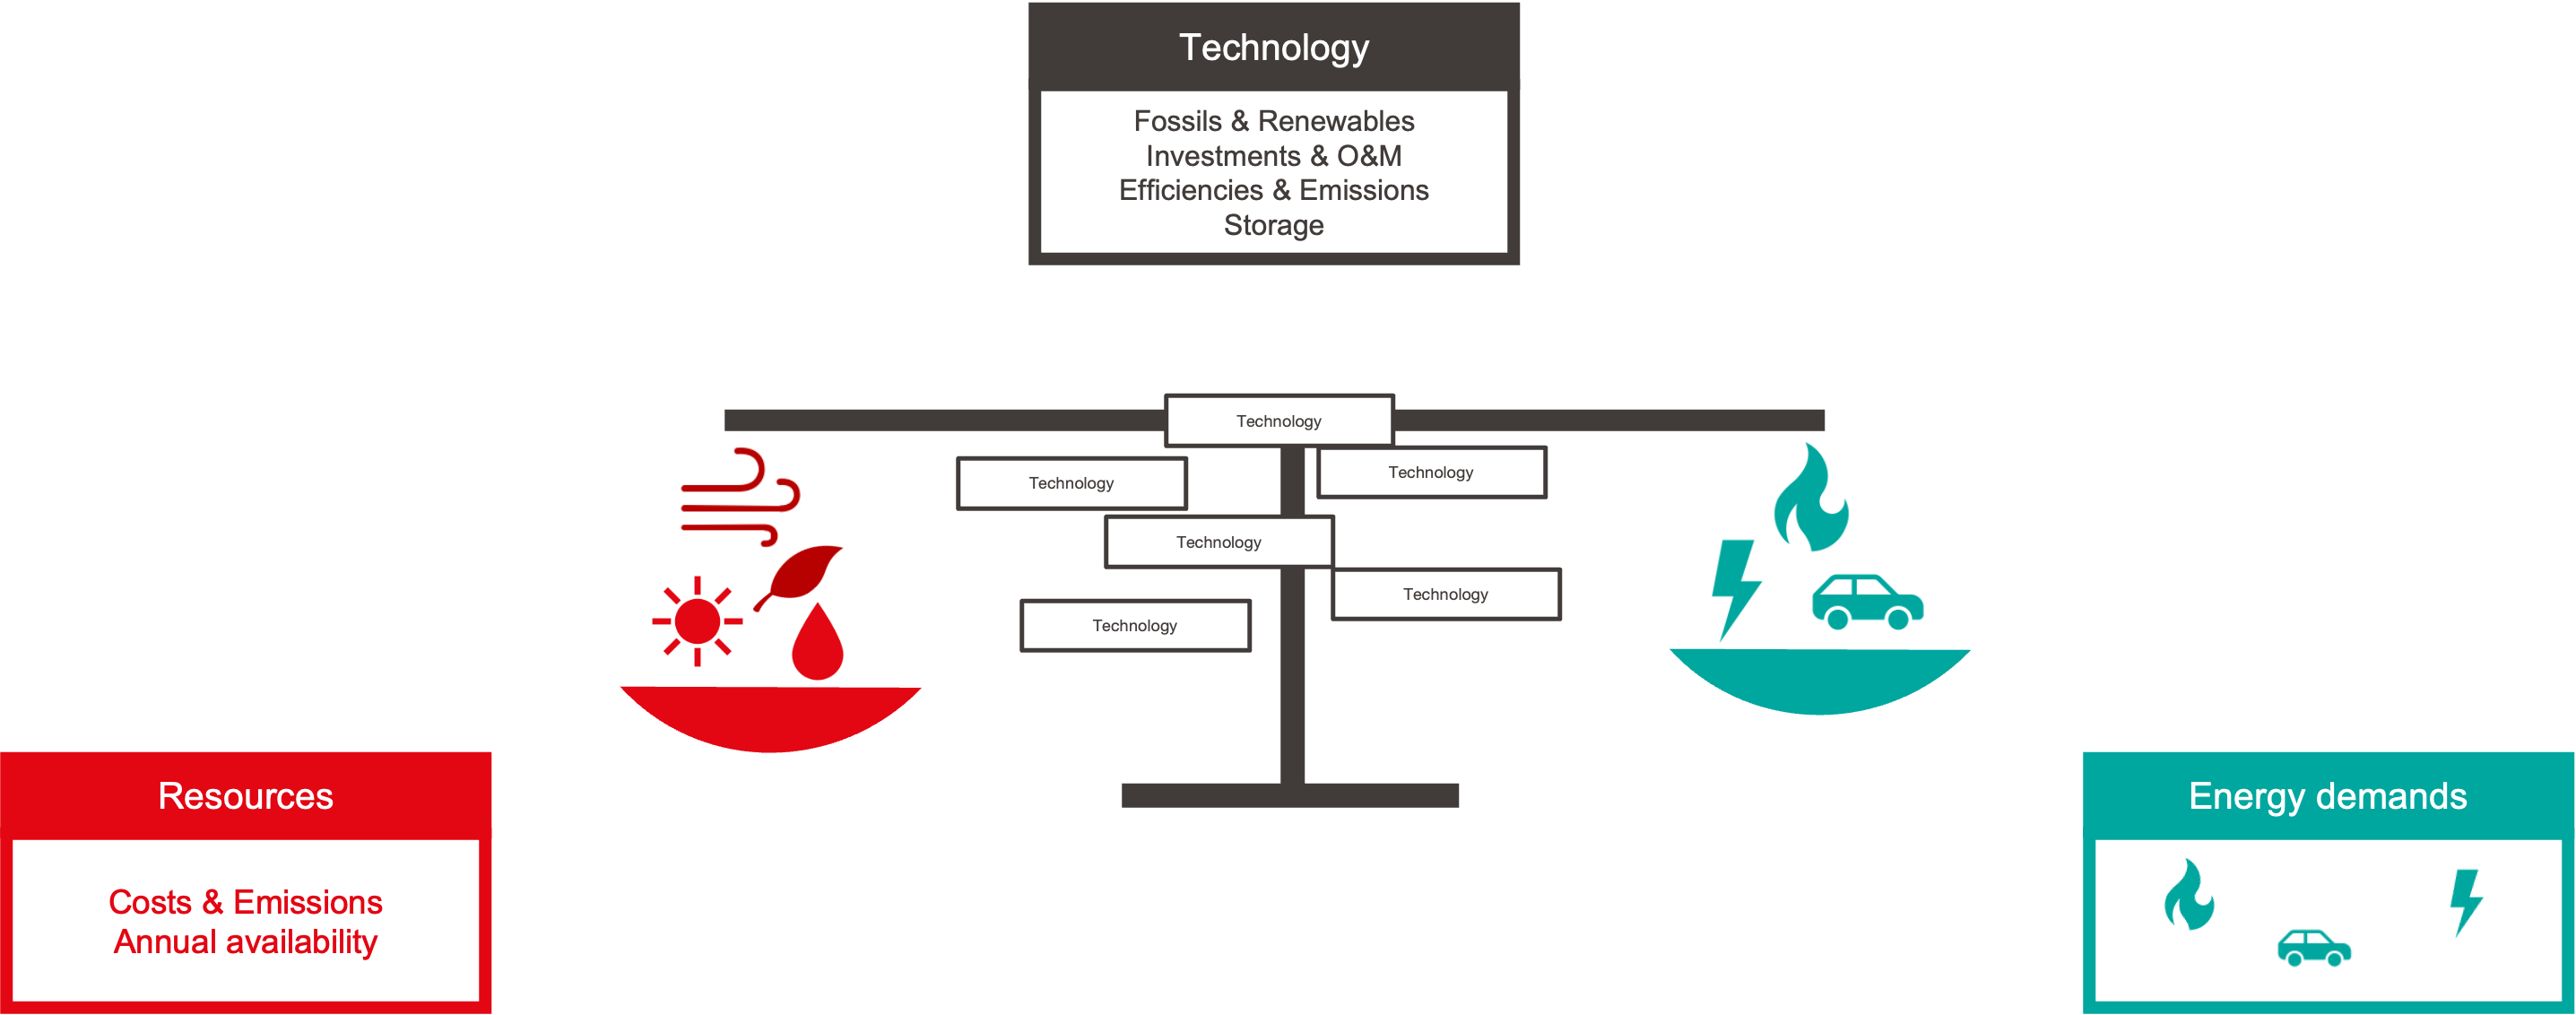 Technology
Fossils & Renewables
Investments & O&M
Efficiencies & Emissions
Storage
Technology
Technology
Technology
Technology
Technology
Technology
Resources
Costs & Emissions
Annual availability
Energy demands